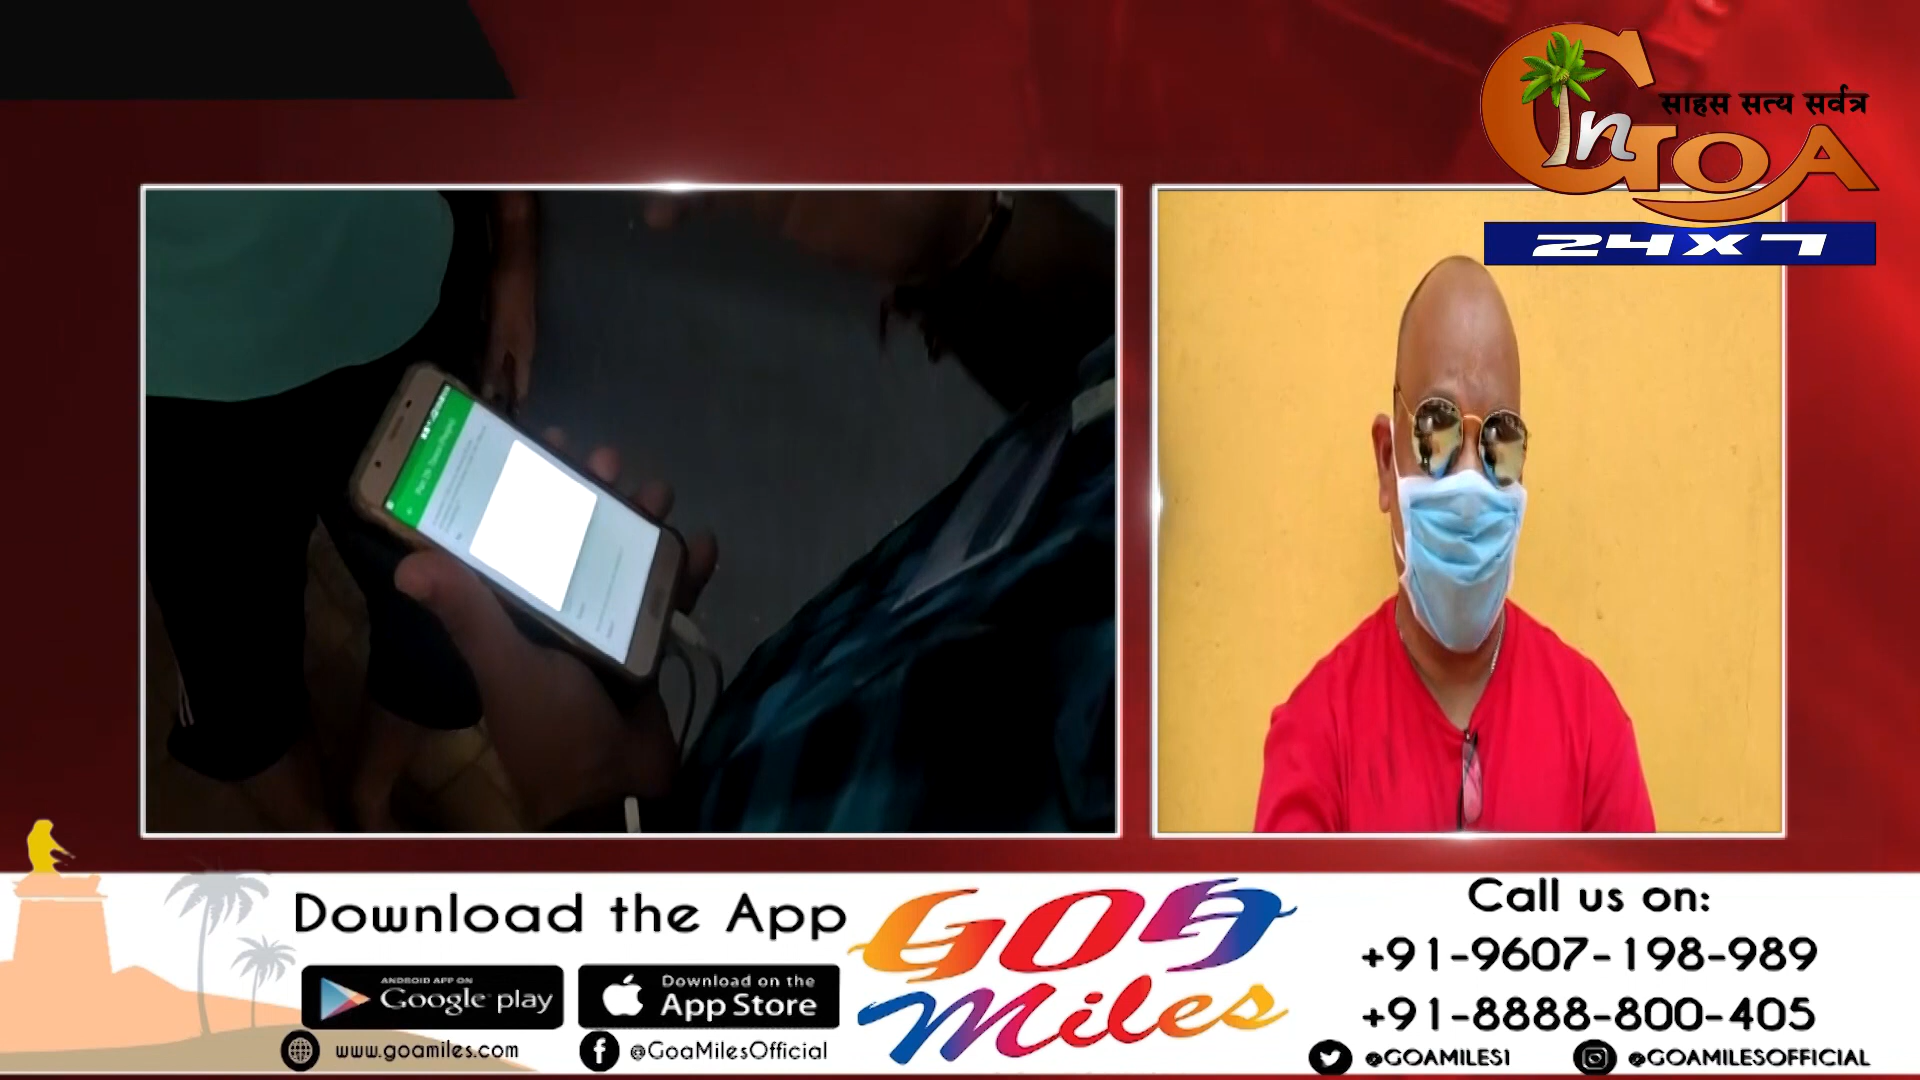 साहस सत्य सर्वत्र
In GOA
24X7
Download the App
ANDROID APP ON
Google play
Download on the
App Store
www.goamiles.com
@GoaMilesOfficial
GOA
Miles
Call us on:
+91-9607-198-989
+91-8888-800-405
@GOAMILES1
@GOAMILESOFFICIAL